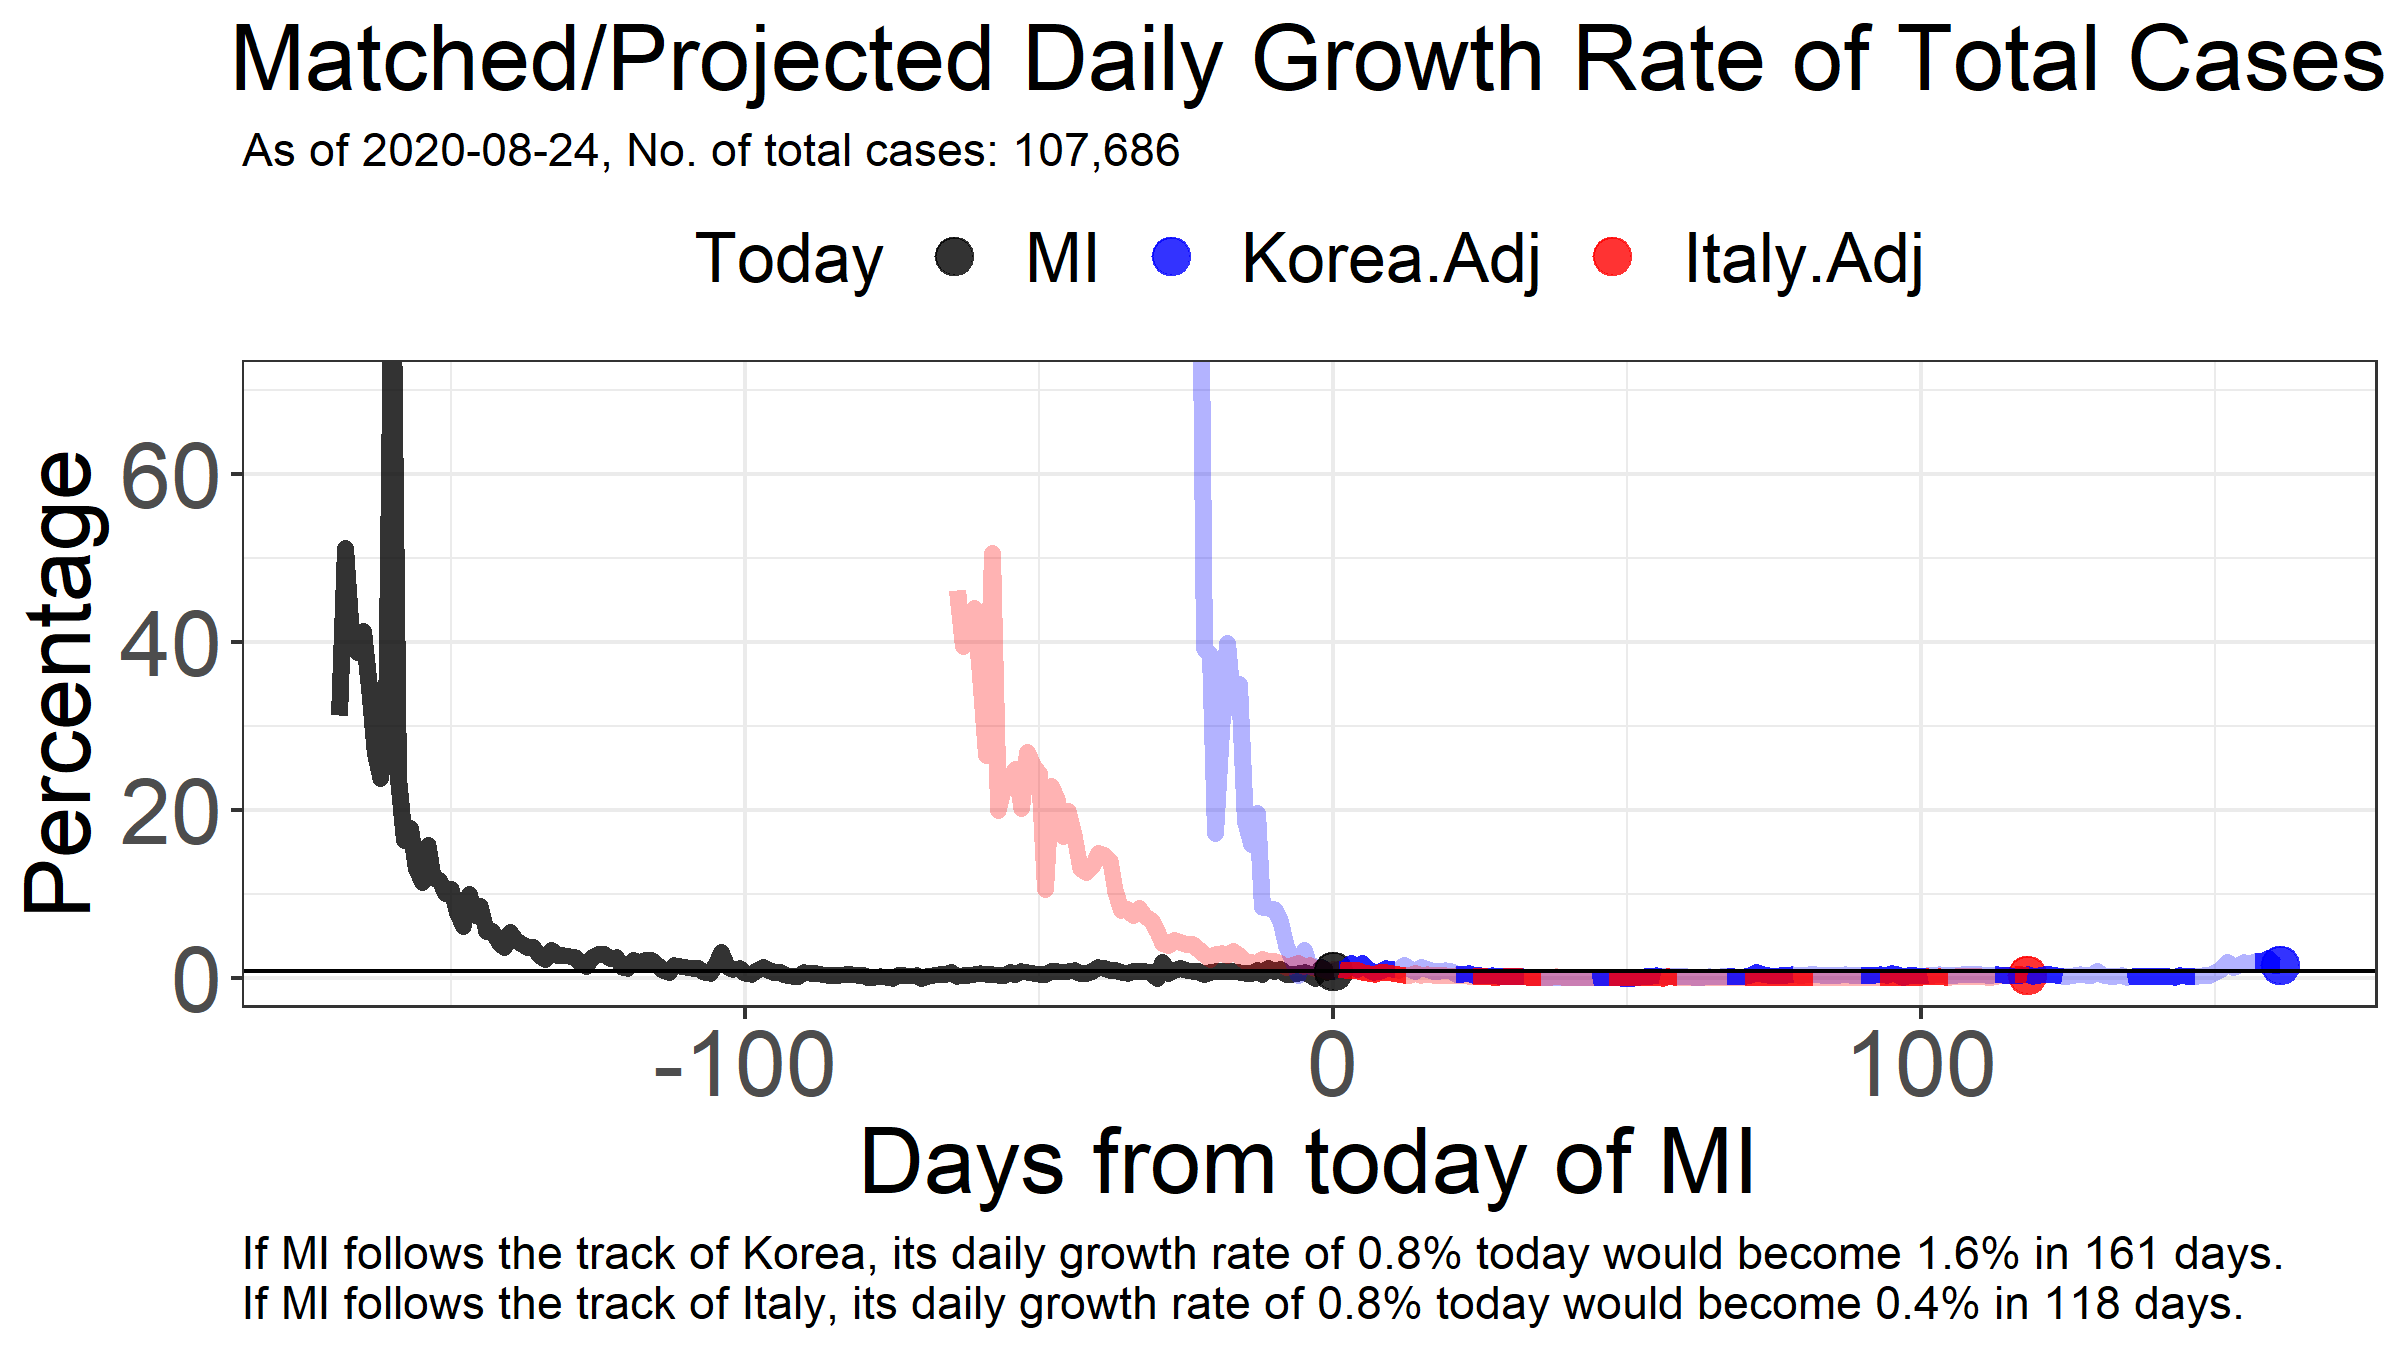 Matched/Projected Daily Growth Rate of Total Cases
As of 2020-08-24, No. of total cases: 107,686
Today MI Korea.Adj Italy.Adj
Percentage
60
40
20
0
-100 0 100
Days from today of MI
If MI follows the track of Korea, its daily growth rate of 0.8% today would become 1.6% in 161 days.
If MI follows the track of Italy, its daily growth rate of 0.8% today would become 0.4% in 118 days.